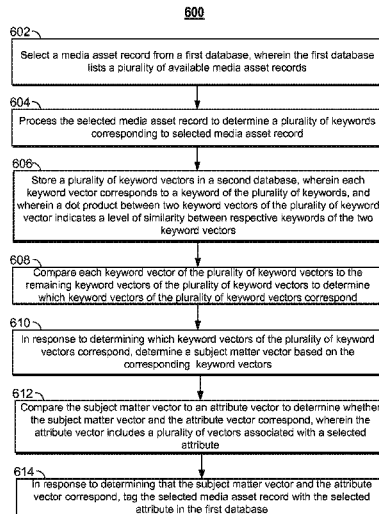 600
602
Select a media asset record from a first database, wherein the first database
lists a plurality of available media asset records
604
Process the selected media asset record to determine a plurality of keywords
corresponding to selected media asset record
606
Store a plurality of keyword vectors in a second database, wherein each
keyword vector corresponds to a keyword of the plurality of keywords, and
wherein a dot product between two keyword vectors of the plurality of keyword
vector indicates a level of similarity between respective keywords of the two
keyword vectors
608
Compare each keyword vector of the plurality of keyword vectors to the
remaining keyword vectors of the plurality of keyword vectors to determine
which keyword vectors of the plurality of keyword vectors correspond
610
In response to determining which keyword vectors of the plurality of keyword
vectors correspond, determine a subject matter vector based on the
corresponding keyword vectors
612
Compare the subject matter vector to an attribute vector to determine whether
the subject matter vector and the attribute vector correspond, wherein the
attribute vector includes a plurality of vectors associated with a selected
attribute
614
In response to determining that the subject matter vector and the attribute
vector correspond, tag the selected media asset record with the selected
attribute in the first database